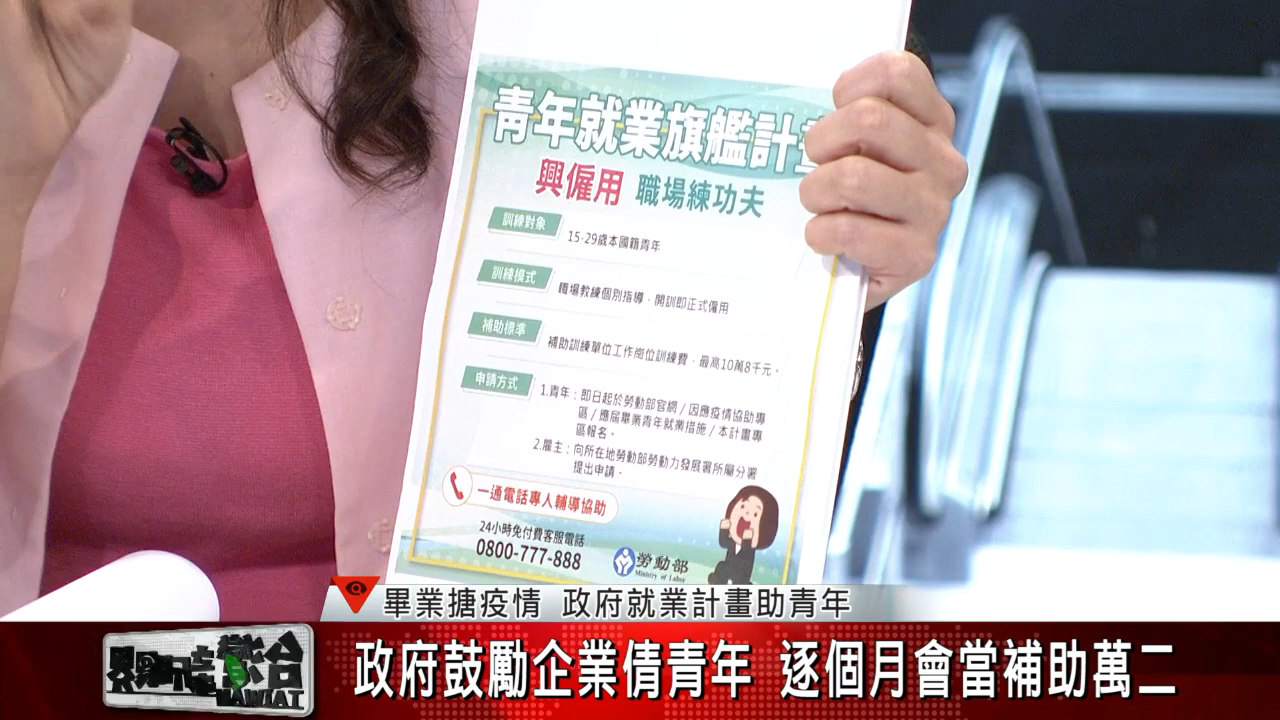 青年就業旗艦計畫
興僱用 職場練功夫
訓練對象
15-29歲本國籍青年
訓練模式
職場教練個別指導，開訓即正式僱用
補助標準
補助訓練單位工作崗位訓練費，最高10萬8千元。
申請方式
1.青年：即日起於勞動部官網/因應疫情協助專
區/應屆畢業青年就業措施/本計畫專
區報名。
2.雇主：向所在地勞動部勞動力發展署所屬分署
提出申請。
一通電話專人輔導協助
24小時免付費客服電話
0800-777-888
勞動部
Ministry of Labor
畢業搪疫情 政府就業計畫助青年
政府鼓勵企業倩青年 逐個月會當補助萬二